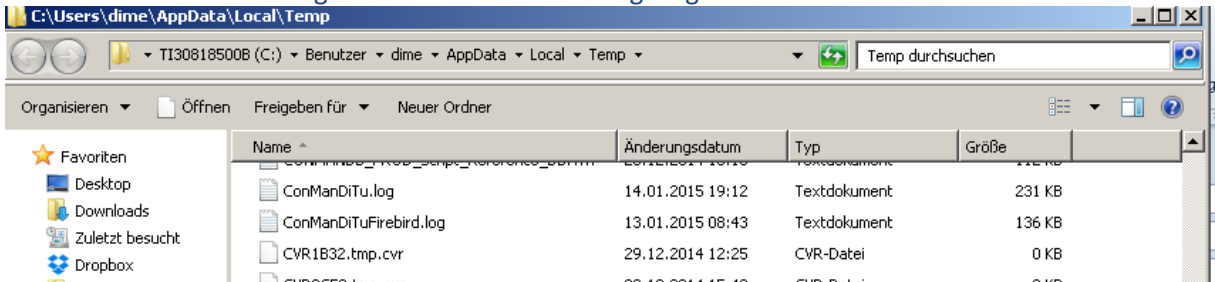 C:\Users\dime\AppData\Local\Temp
TI30818500B (C:) Benutzer dime AppData Local Temp
Temp durchsuchen
Organisieren Öffnen Freigeben für Neuer Ordner
Name Änderungsdatum Typ Größe
Favoriten
Desktop
ConManDiTu.log 14.01.2015 19:12 Textdokument 231 KB
Downloads
ConManDiTuFirebird.log 13.01.2015 08:43 Textdokument 136 KB
Zuletzt besucht
CVR1B32.tmp.cvr 29.12.2014 12:25 CVR-Datei 0 KB
Dropbox